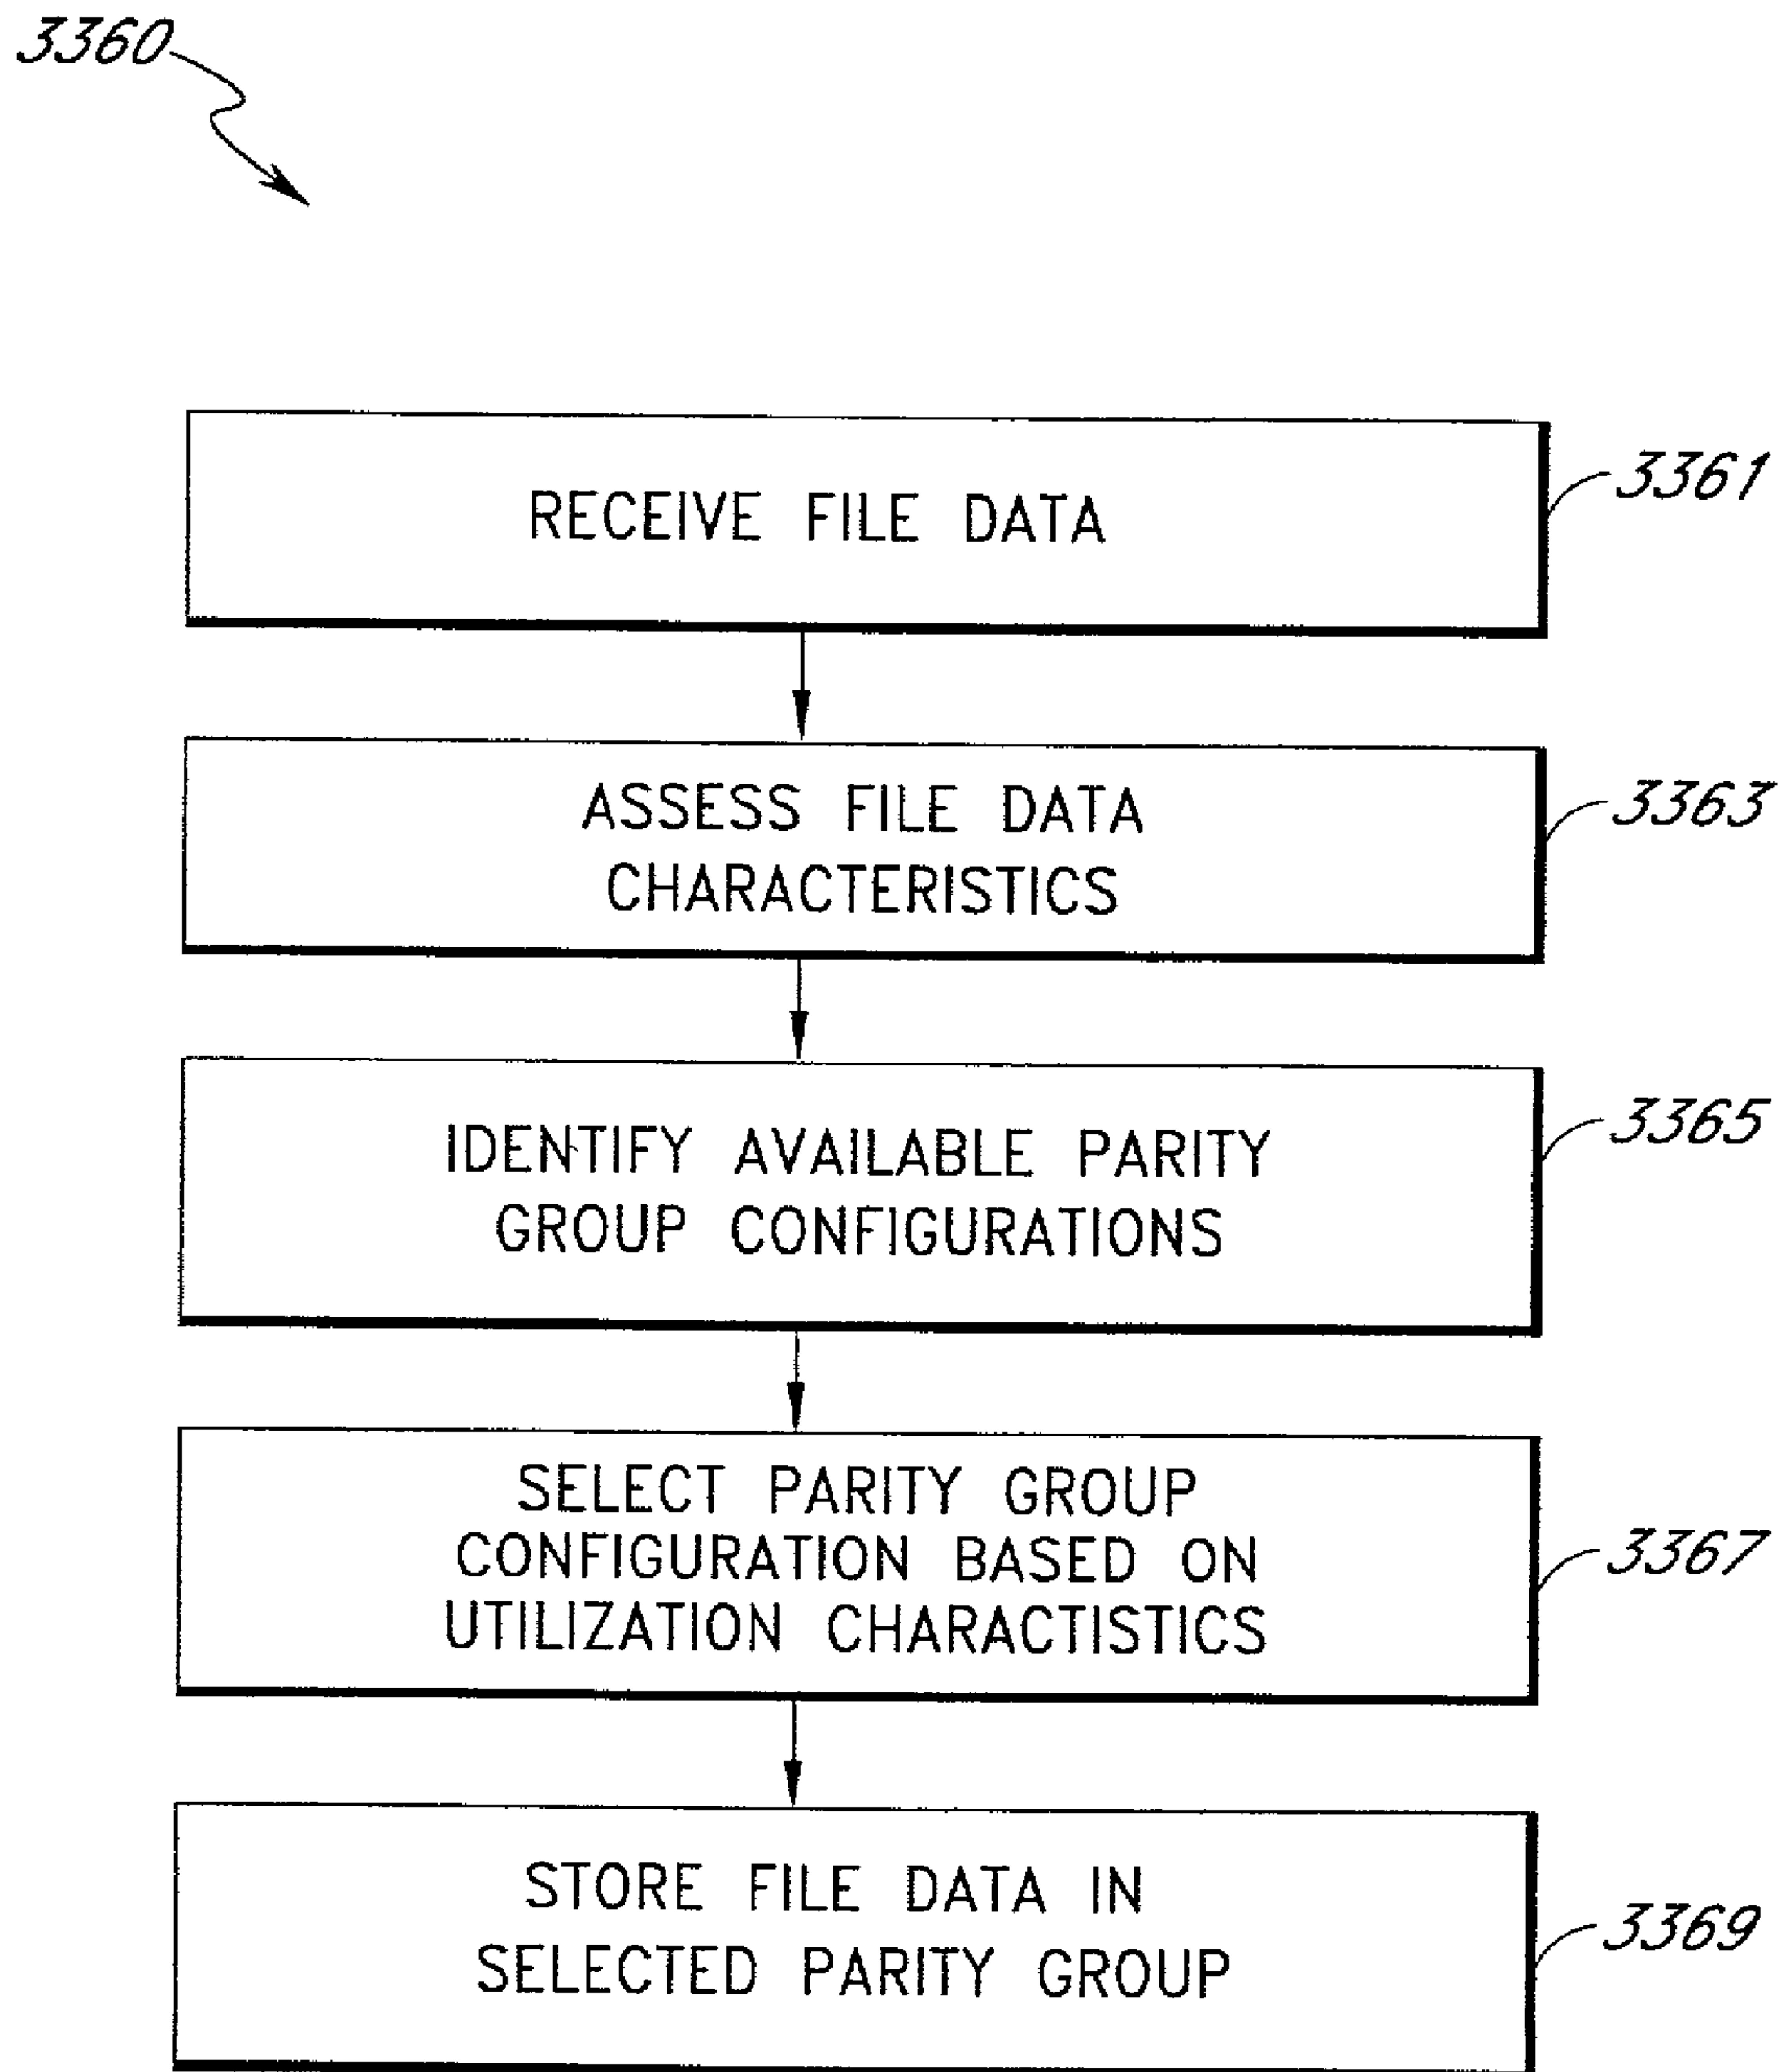 3360
RECEIVE FILE DATA
3361
ASSESS FILE DATA
CHARACTERISTICS
3363
IDENTIFY AVAILABLE PARITY
GROUP CONFIGURATIONS
3365
SELECT PARITY GROUP
CONFIGURATION BASED ON
UTILIZATION CHARACTISTICS
3367
STORE FILE DATA IN
SELECTED PARITY GROUP
3369